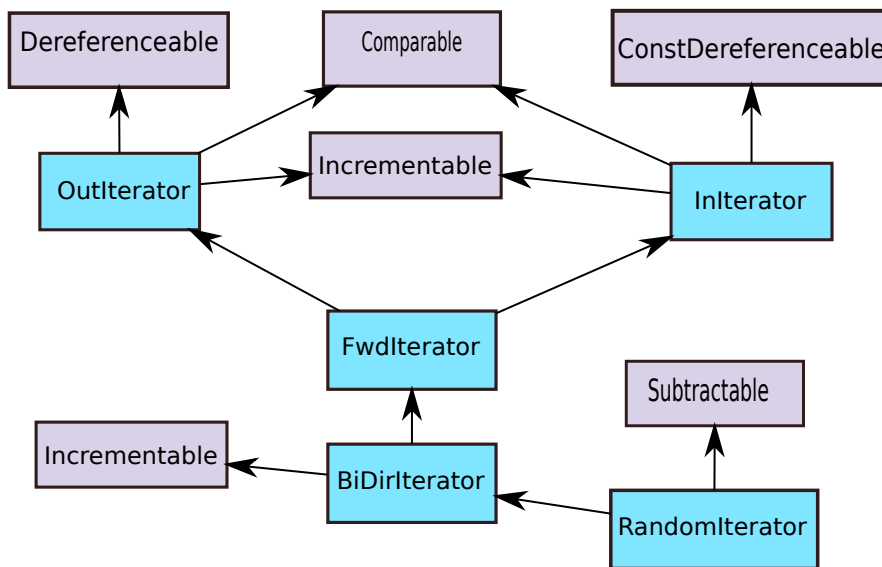 Dereferenceable
Comparable
ConstDereferenceable
Incrementable
OutIterator
InIterator
FwdIterator
Subtractable
Incrementable
BiDirIterator
RandomIterator